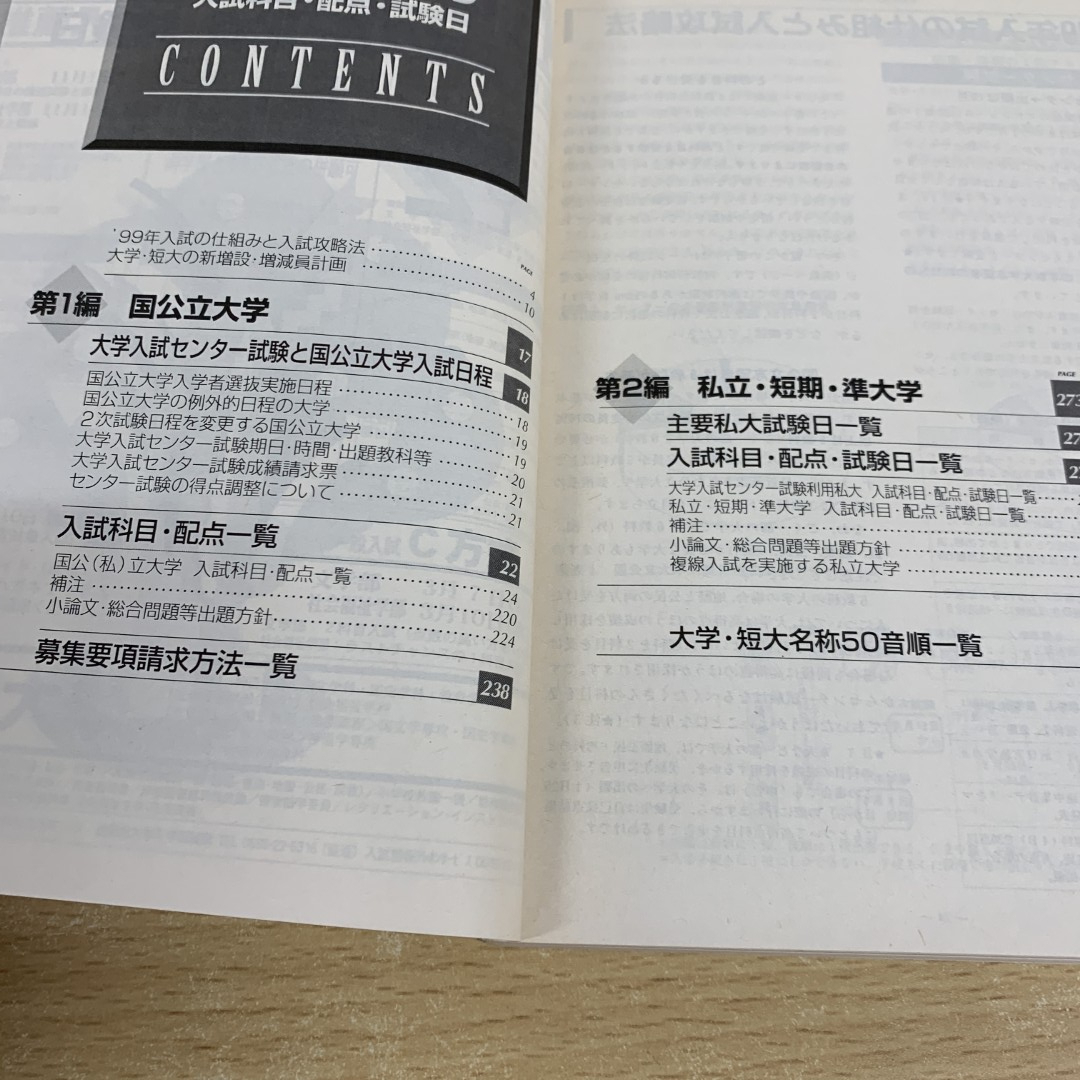 入試科目・配点・試験日
CONTENTS
PAGE
'99年入試の仕組みと入試攻略法 4
大学・短大の新増設・増減員計画 10
第1編 国公立大学 17
大学入試センター試験と国公立大学入試日程 18
国公立大学入学者選抜実施日程 18
国公立大学の例外的日程の大学 19
2次試験日程を変更する国公立大学 19
大学入試センター試験期日・時間・出題教科等 20
大学入試センター試験成績請求票 21
センター試験の得点調整について 21
入試科目・配点一覧 22
国公(私)立大学 入試科目・配点一覧 24
補注 220
小論文・総合問題等出題方針 224
募集要項請求方法一覧 238
PAGE
第2編 私立・短期・準大学 273
主要私大試験日一覧
入試科目・配点・試験日一覧
大学入試センター試験利用私大 入試科目・配点・試験日一覧
私立・短期・準大学 入試科目・配点・試験日一覧
補注
小論文・総合問題等出題方針
複線入試を実施する私立大学
大学・短大名称50音順一覧